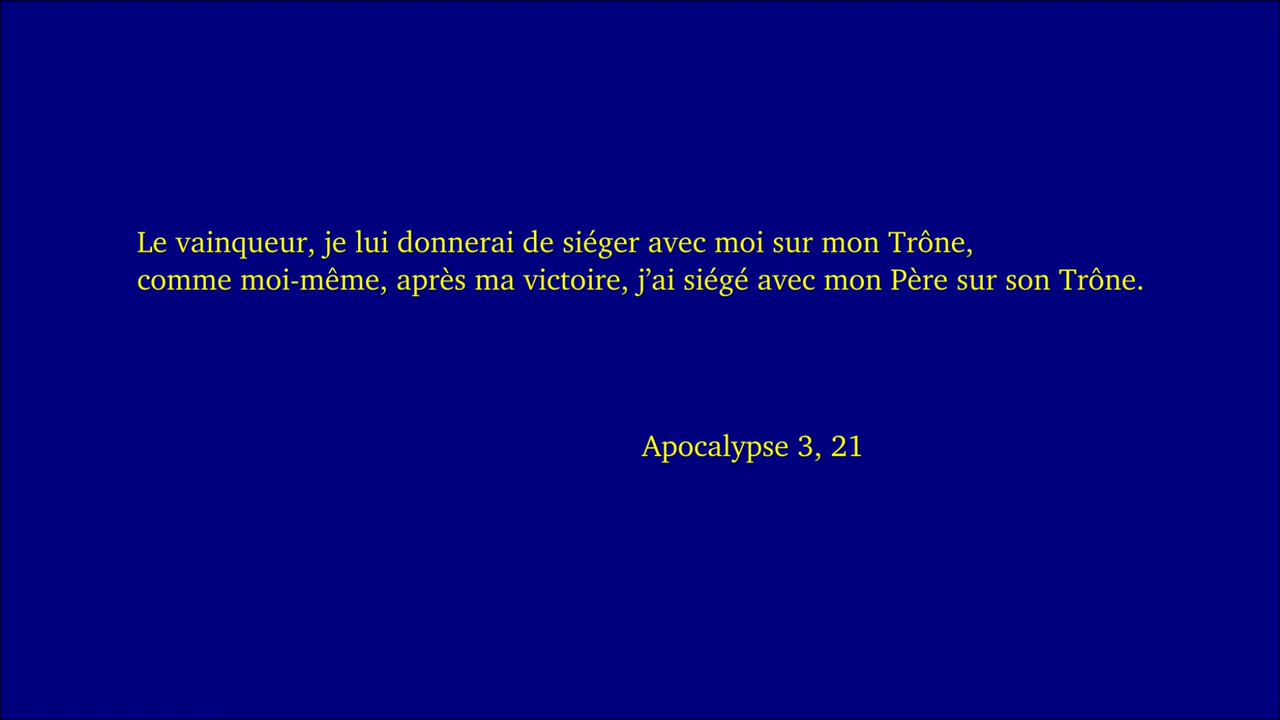 Le vainqueur, je lui donnerai de siéger avec moi sur mon Trône,
comme moi-même, après ma victoire, j’ai siégé avec mon Père sur son Trône.
Apocalypse 3, 21